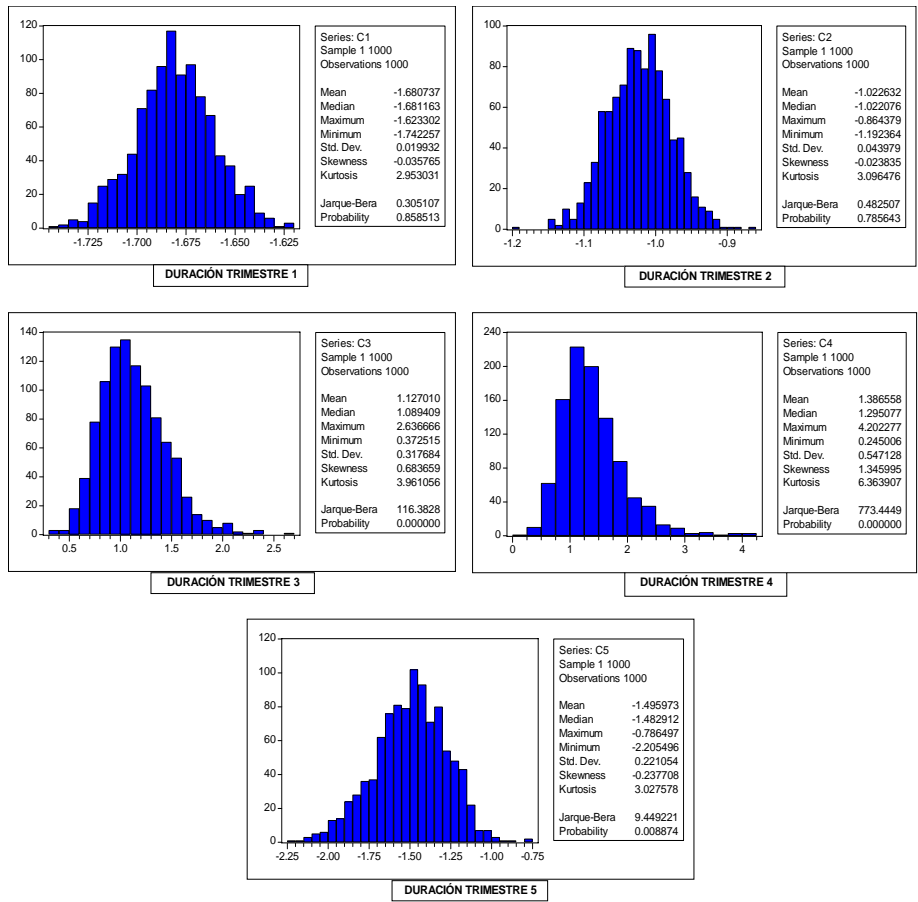 120
100
80
60
40
20
0
-1.725 -1.700 -1.675 -1.650 -1.625
Series: C1
Sample 1 1000
Observations 1000
Mean -1.680737
Median -1.681163
Maximum -1.623302
Minimum -1.742257
Std. Dev. 0.019932
Skewness -0.035765
Kurtosis 2.953031
Jarque-Bera 0.305107
Probability 0.858513
DURACIÓN TRIMESTRE 1
100
80
60
40
20
0
-1.2 -1.1 -1.0 -0.9
Series: C2
Sample 1 1000
Observations 1000
Mean -1.022632
Median -1.022076
Maximum -0.864379
Minimum -1.192364
Std. Dev. 0.043979
Skewness -0.023835
Kurtosis 3.096476
Jarque-Bera 0.482507
Probability 0.785643
DURACIÓN TRIMESTRE 2
140
120
100
80
60
40
20
0
0.5 1.0 1.5 2.0 2.5
Series: C3
Sample 1 1000
Observations 1000
Mean 1.127010
Median 1.089409
Maximum 2.636666
Minimum 0.372515
Std. Dev. 0.317684
Skewness 0.683659
Kurtosis 3.961056
Jarque-Bera 116.3828
Probability 0.000000
DURACIÓN TRIMESTRE 3
240
200
160
120
80
40
0
0 1 2 3 4
Series: C4
Sample 1 1000
Observations 1000
Mean 1.386558
Median 1.295077
Maximum 4.202277
Minimum 0.245006
Std. Dev. 0.547128
Skewness 1.345995
Kurtosis 6.363907
Jarque-Bera 773.4449
Probability 0.000000
DURACIÓN TRIMESTRE 4
120
100
80
60
40
20
0
-2.25 -2.00 -1.75 -1.50 -1.25 -1.00 -0.75
Series: C5
Sample 1 1000
Observations 1000
Mean -1.495973
Median -1.482912
Maximum -0.786497
Minimum -2.205496
Std. Dev. 0.221054
Skewness -0.237708
Kurtosis 3.027578
Jarque-Bera 9.449221
Probability 0.008874
DURACIÓN TRIMESTRE 5